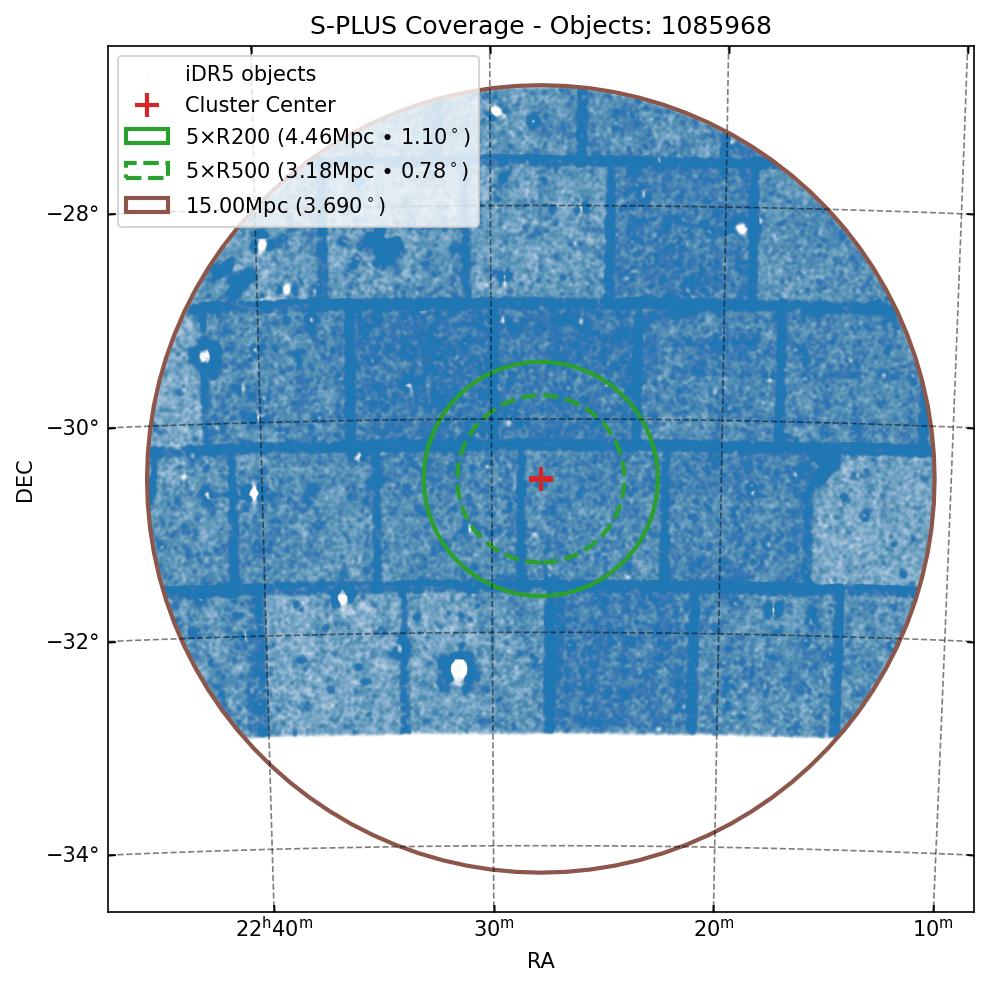 S-PLUS Coverage - Objects: 1085968
iDR5 objects
Cluster Center
5×R200 (4.46Mpc • 1.10°)
5×R500 (3.18Mpc • 0.78°)
15.00Mpc (3.690°)
−28°
−30°
−32°
−34°
DEC
22ʰ40ᵐ 30ᵐ 20ᵐ 10ᵐ
RA